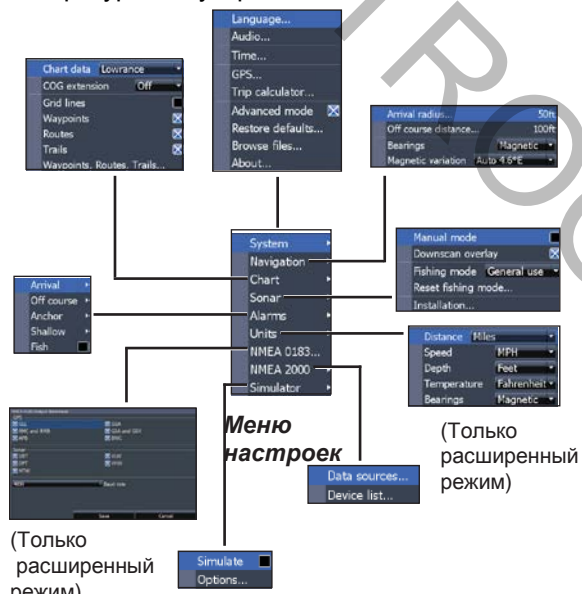 Language...
Audio...
Time...
GPS...
Trip calculator...
Advanced mode
Restore defaults...
Browse files...
About...
Chart data Lowrance
COG extension Off
Grid lines
Waypoints
Routes
Trails
Waypoints, Routes, Trails...
Arrival radius... 50ft
Off course distance... 100ft
Bearings Magnetic
Magnetic variation Auto 4.6°E
System
Navigation
Chart
Sonar
Alarms
Units
NMEA 0183...
NMEA 2000
Simulator
Manual mode
Downscan overlay
Fishing mode General use
Reset fishing mode...
Installation...
Arrival
Off course
Anchor
Shallow
Fish
Distance Miles
Speed MPH
Depth Feet
Temperature Fahrenheit
Bearings Magnetic
Меню
настроек
(Только
расширенный
режим)
Data sources...
Device list...
Baud rate
Save Cancel
(Только
расширенный
режим)
Simulate
Options...